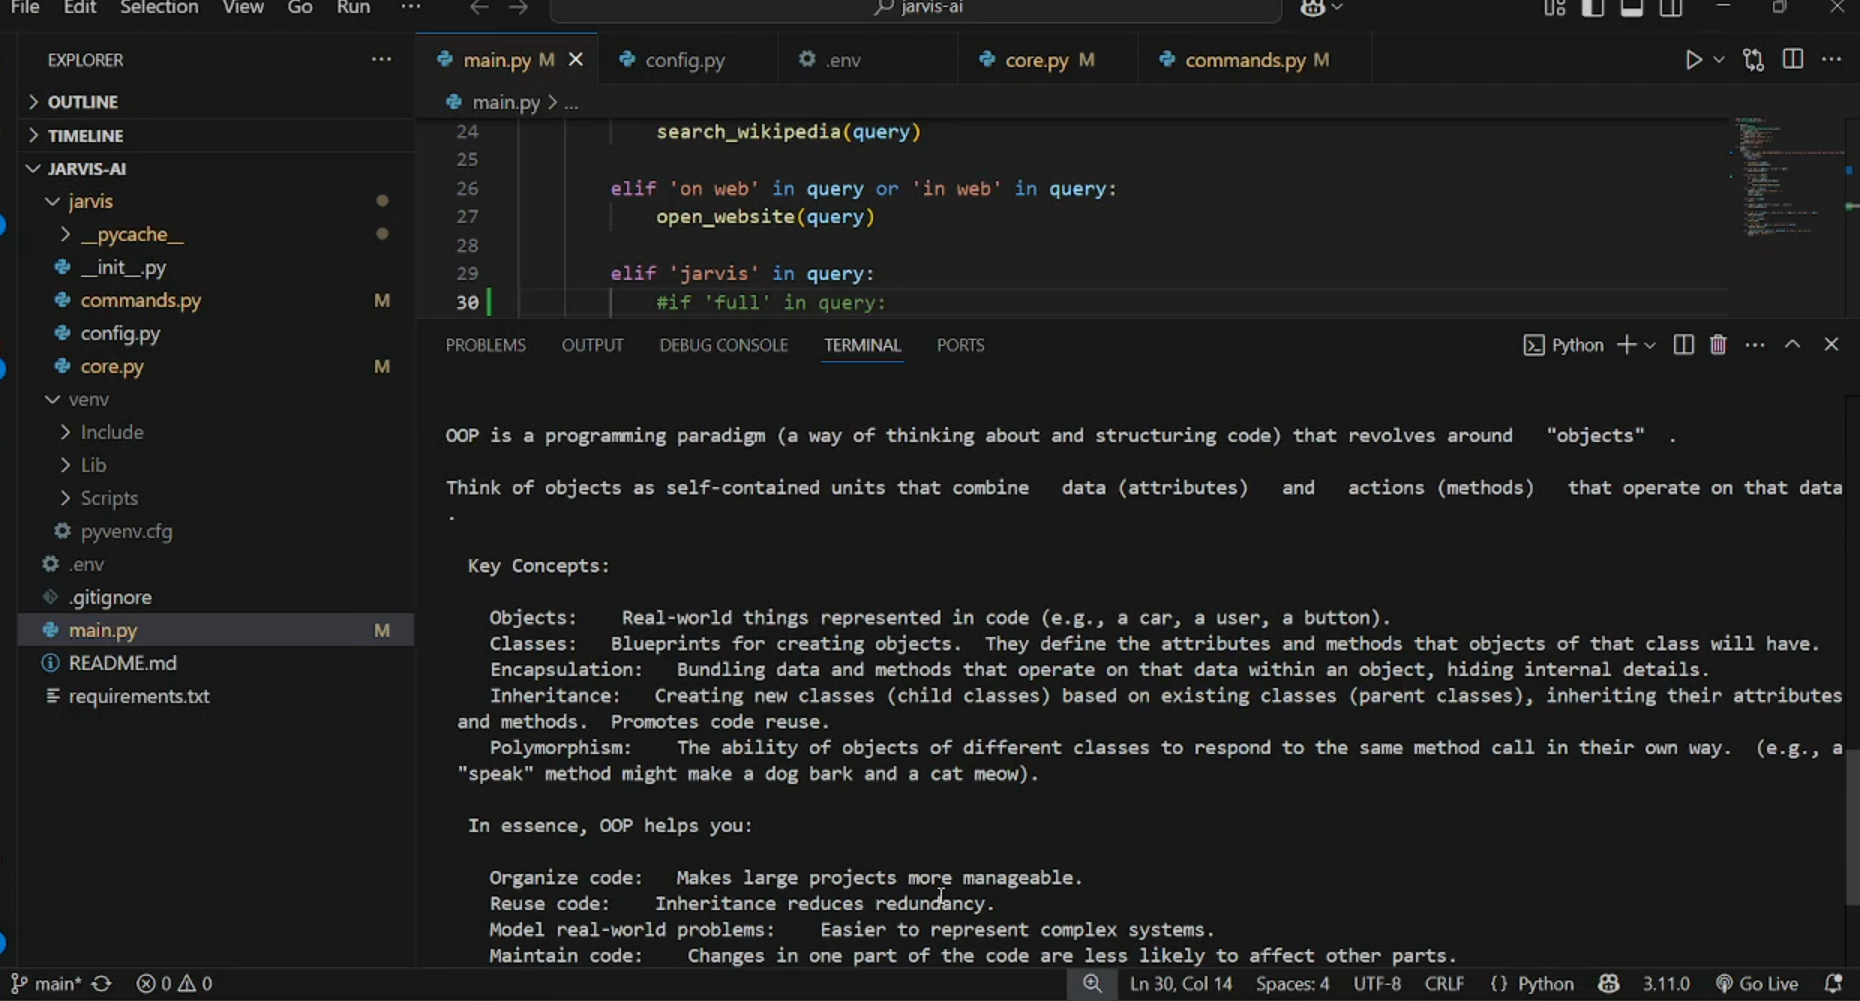 File Edit Selection View Go Run ··· jarvis-ai
EXPLORER ···
OUTLINE
TIMELINE
JARVIS-AI
jarvis
__pycache__
__init__.py
commands.py M
config.py
core.py M
venv
Include
Lib
Scripts
pyvenv.cfg
.env
.gitignore
main.py M
README.md
requirements.txt
main.py M config.py .env core.py M commands.py M
main.py > ...
24 search_wikipedia(query)
25
26 elif 'on web' in query or 'in web' in query:
27 open_website(query)
28
29 elif 'jarvis' in query:
30 #if 'full' in query:
PROBLEMS OUTPUT DEBUG CONSOLE TERMINAL PORTS Python
OOP is a programming paradigm (a way of thinking about and structuring code) that revolves around "objects" .
Think of objects as self-contained units that combine data (attributes) and actions (methods) that operate on that data
.
Key Concepts:
Objects: Real-world things represented in code (e.g., a car, a user, a button).
Classes: Blueprints for creating objects. They define the attributes and methods that objects of that class will have.
Encapsulation: Bundling data and methods that operate on that data within an object, hiding internal details.
Inheritance: Creating new classes (child classes) based on existing classes (parent classes), inheriting their attributes
and methods. Promotes code reuse.
Polymorphism: The ability of objects of different classes to respond to the same method call in their own way. (e.g., a
"speak" method might make a dog bark and a cat meow).
In essence, OOP helps you:
Organize code: Makes large projects more manageable.
Reuse code: Inheritance reduces redundancy.
Model real-world problems: Easier to represent complex systems.
Maintain code: Changes in one part of the code are less likely to affect other parts.
main* 0 0 Ln 30, Col 14 Spaces: 4 UTF-8 CRLF {} Python 3.11.0 Go Live